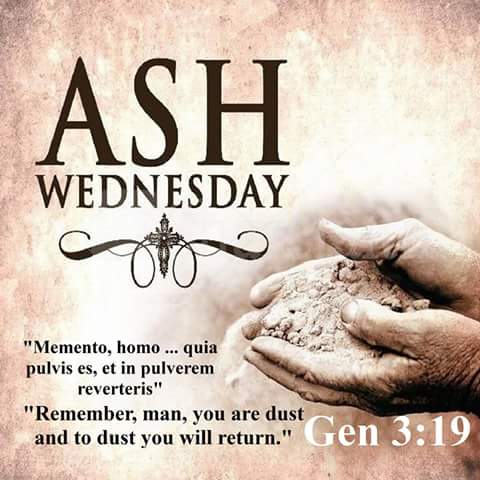 ASH
WEDNESDAY
"Memento, homo ... quia
pulvis es, et in pulverem
reverteris"
"Remember, man, you are dust
and to dust you will return."
Gen 3:19